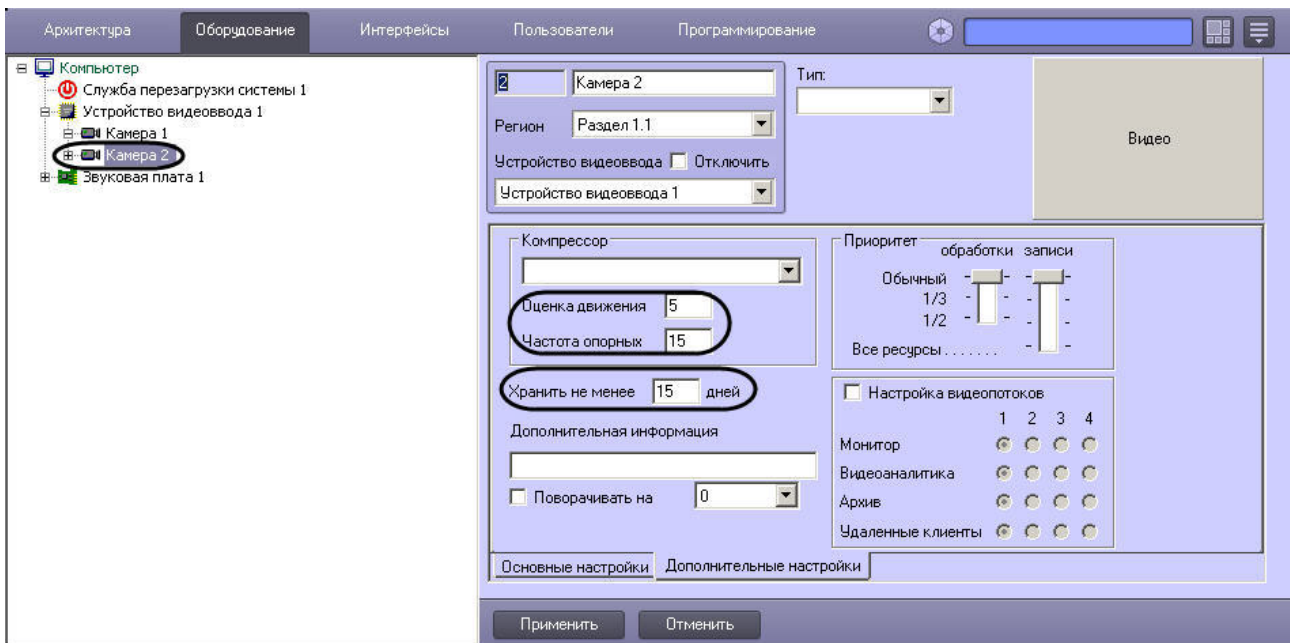 Архитектура Оборудование Интерфейсы Пользователи Программирование
Компьютер
Служба перезагрузки системы 1
Устройство видеоввода 1
Камера 1
Камера 2
Звуковая плата 1
2 Камера 2
Тип:
Регион Раздел 1.1
Устройство видеоввода Отключить
Устройство видеоввода 1
Видео
Компрессор
Оценка движения 5
Частота опорных 15
Хранить не менее 15 дней
Дополнительная информация
Поворачивать на 0
Приоритет
обработки записи
Обычный
1/3
1/2
Все ресурсы . . . . . . .
Настройка видеопотоков
1 2 3 4
Монитор
Видеоаналитика
Архив
Удаленные клиенты
Основные настройки Дополнительные настройки
Применить Отменить